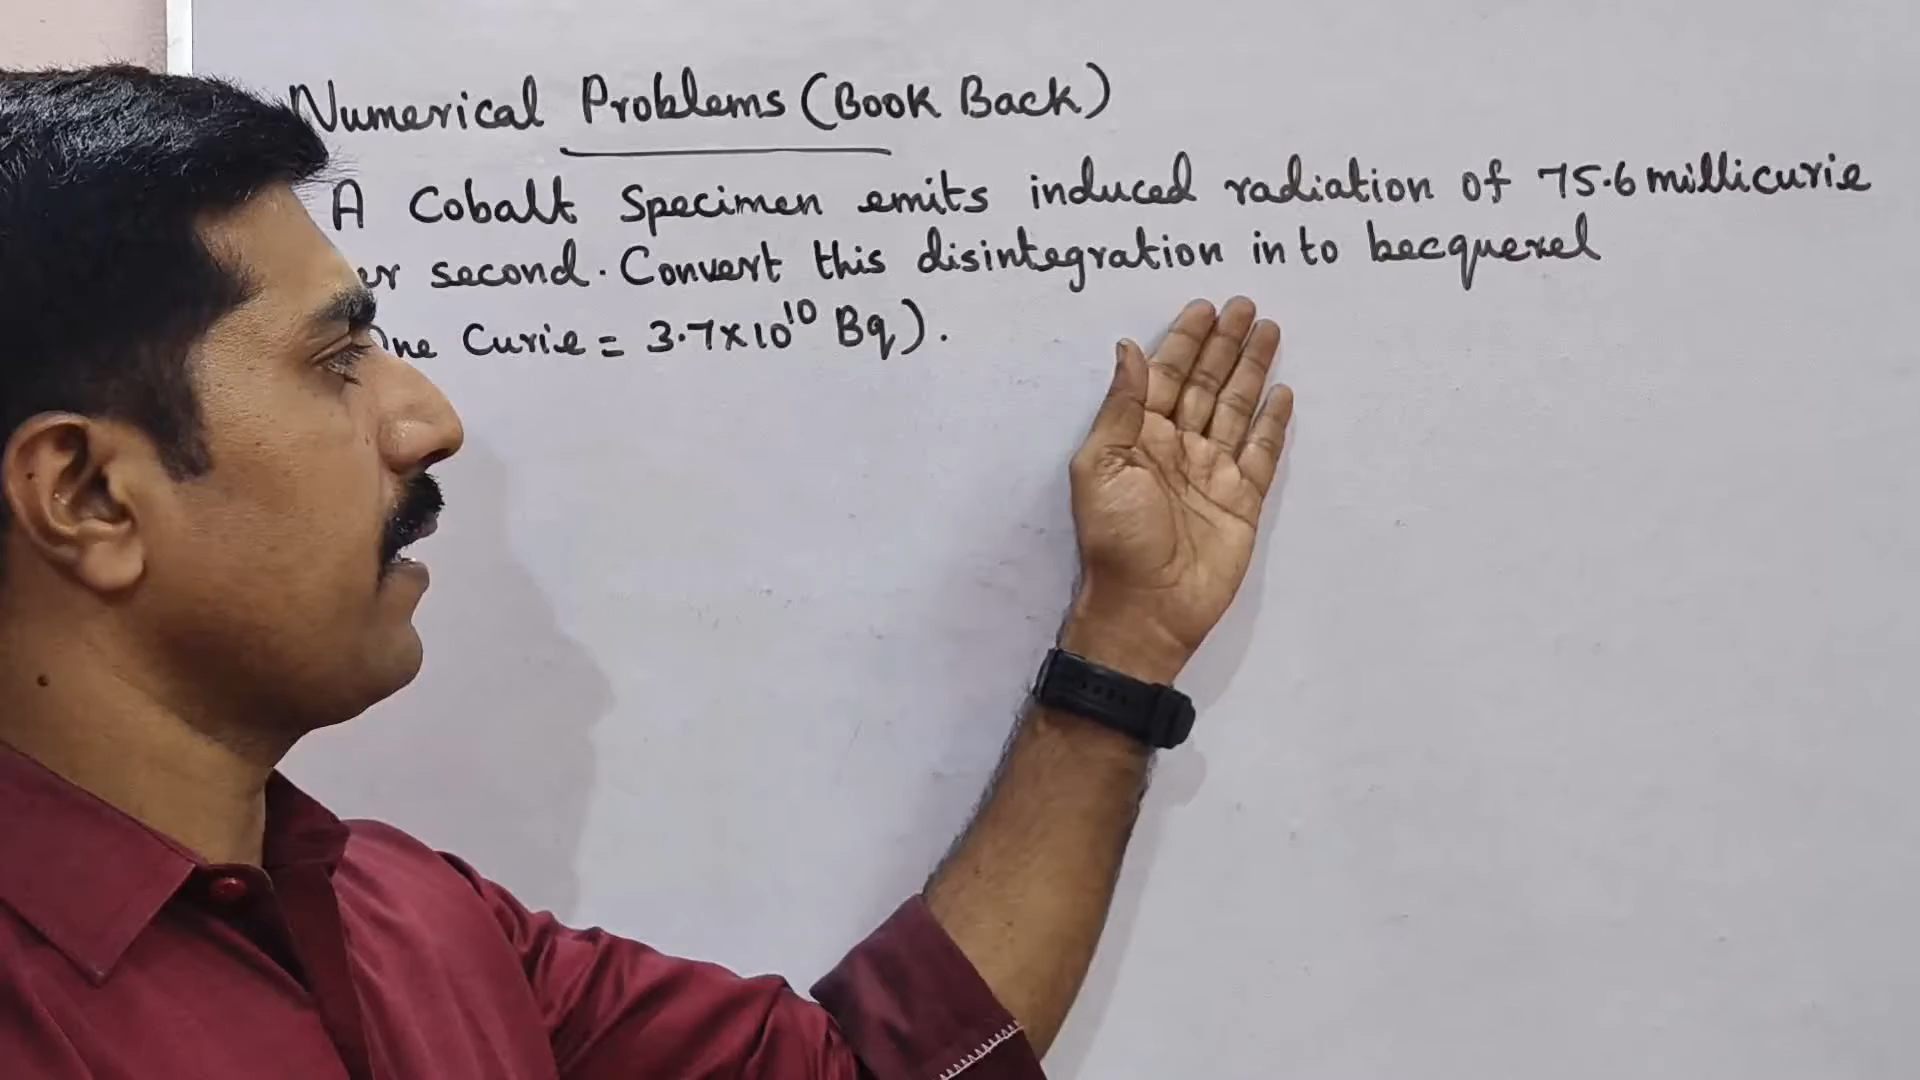 Numerical Problems (Book Back)
A Cobalt Specimen emits induced radiation of 75.6 millicurie
second. Convert this disintegration in to becquerel
Curie = 3.7×10¹⁰ Bq).